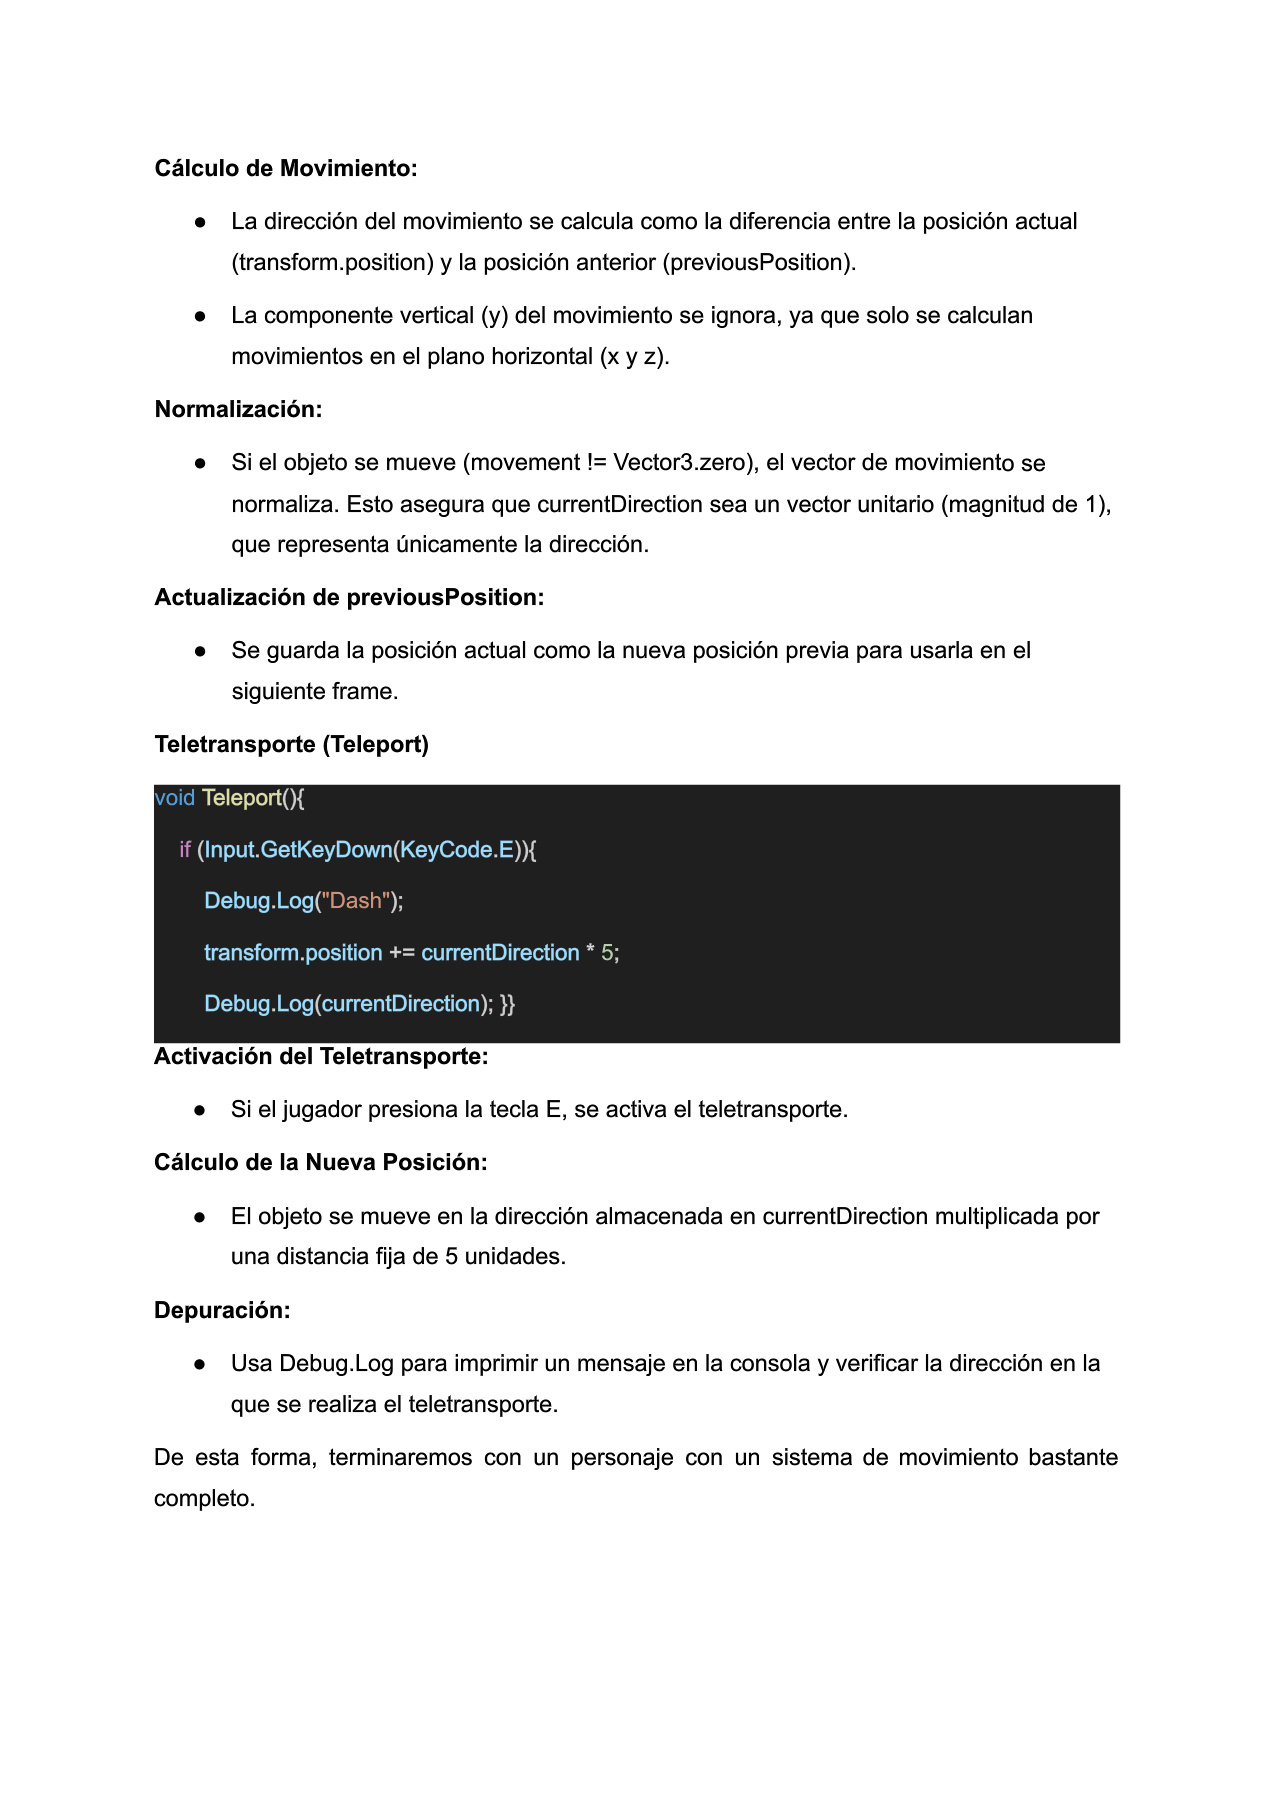 Cálculo de Movimiento:
● La dirección del movimiento se calcula como la diferencia entre la posición actual
(transform.position) y la posición anterior (previousPosition).
● La componente vertical (y) del movimiento se ignora, ya que solo se calculan
movimientos en el plano horizontal (x y z).
Normalización:
● Si el objeto se mueve (movement != Vector3.zero), el vector de movimiento se
normaliza. Esto asegura que currentDirection sea un vector unitario (magnitud de 1),
que representa únicamente la dirección.
Actualización de previousPosition:
● Se guarda la posición actual como la nueva posición previa para usarla en el
siguiente frame.
Teletransporte (Teleport)
void Teleport(){
if (Input.GetKeyDown(KeyCode.E)){
Debug.Log("Dash");
transform.position += currentDirection * 5;
Debug.Log(currentDirection); }}
Activación del Teletransporte:
● Si el jugador presiona la tecla E, se activa el teletransporte.
Cálculo de la Nueva Posición:
● El objeto se mueve en la dirección almacenada en currentDirection multiplicada por
una distancia fija de 5 unidades.
Depuración:
● Usa Debug.Log para imprimir un mensaje en la consola y verificar la dirección en la
que se realiza el teletransporte.
De esta forma, terminaremos con un personaje con un sistema de movimiento bastante
completo.